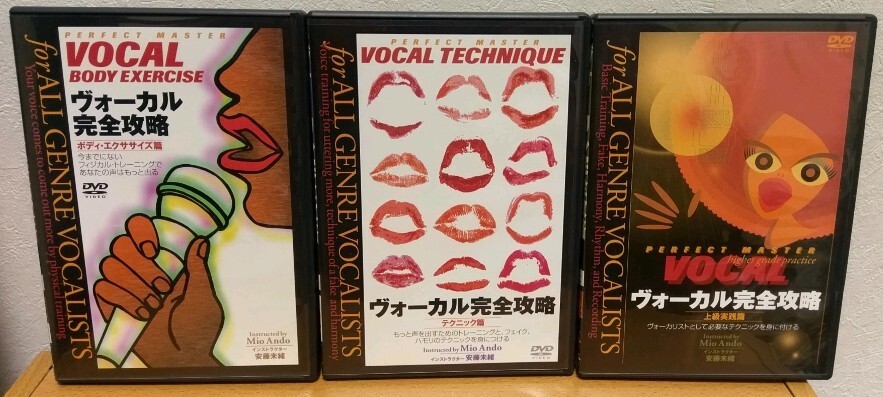 PERFECT MASTER
VOCAL
BODY EXERCISE
ヴォーカル
完全攻略
ボディ・エクササイズ篇
今までにない
フィジカル・トレーニングで
あなたの声はもっと出る
DVD
VIDEO
for ALL GENRE VOCALISTS
Your voice comes to come out more by physical training
Instructed by
Mio Ando
インストラクター
安藤未緒
PERFECT MASTER
VOCAL TECHNIQUE
for ALL GENRE VOCALISTS
Voice training for uttering more, technique of a fake, and harmony
ヴォーカル完全攻略
テクニック篇
もっと声を出すためのトレーニングと、フェイク、
ハモリのテクニックを身につける
Instructed by Mio Ando
インストラクター 安藤未緒
DVD
VIDEO
DVD
VIDEO
for ALL GENRE VOCALISTS
Basic Training, Fake, Harmony, Rhythm, and Recording
PERFECT MASTER
VOCAL
higher grade practice
ヴォーカル完全攻略
上級実践篇
ヴォーカリストとして必要なテクニックを身に付ける
Instructed by
Mio Ando
インストラクター
安藤未緒